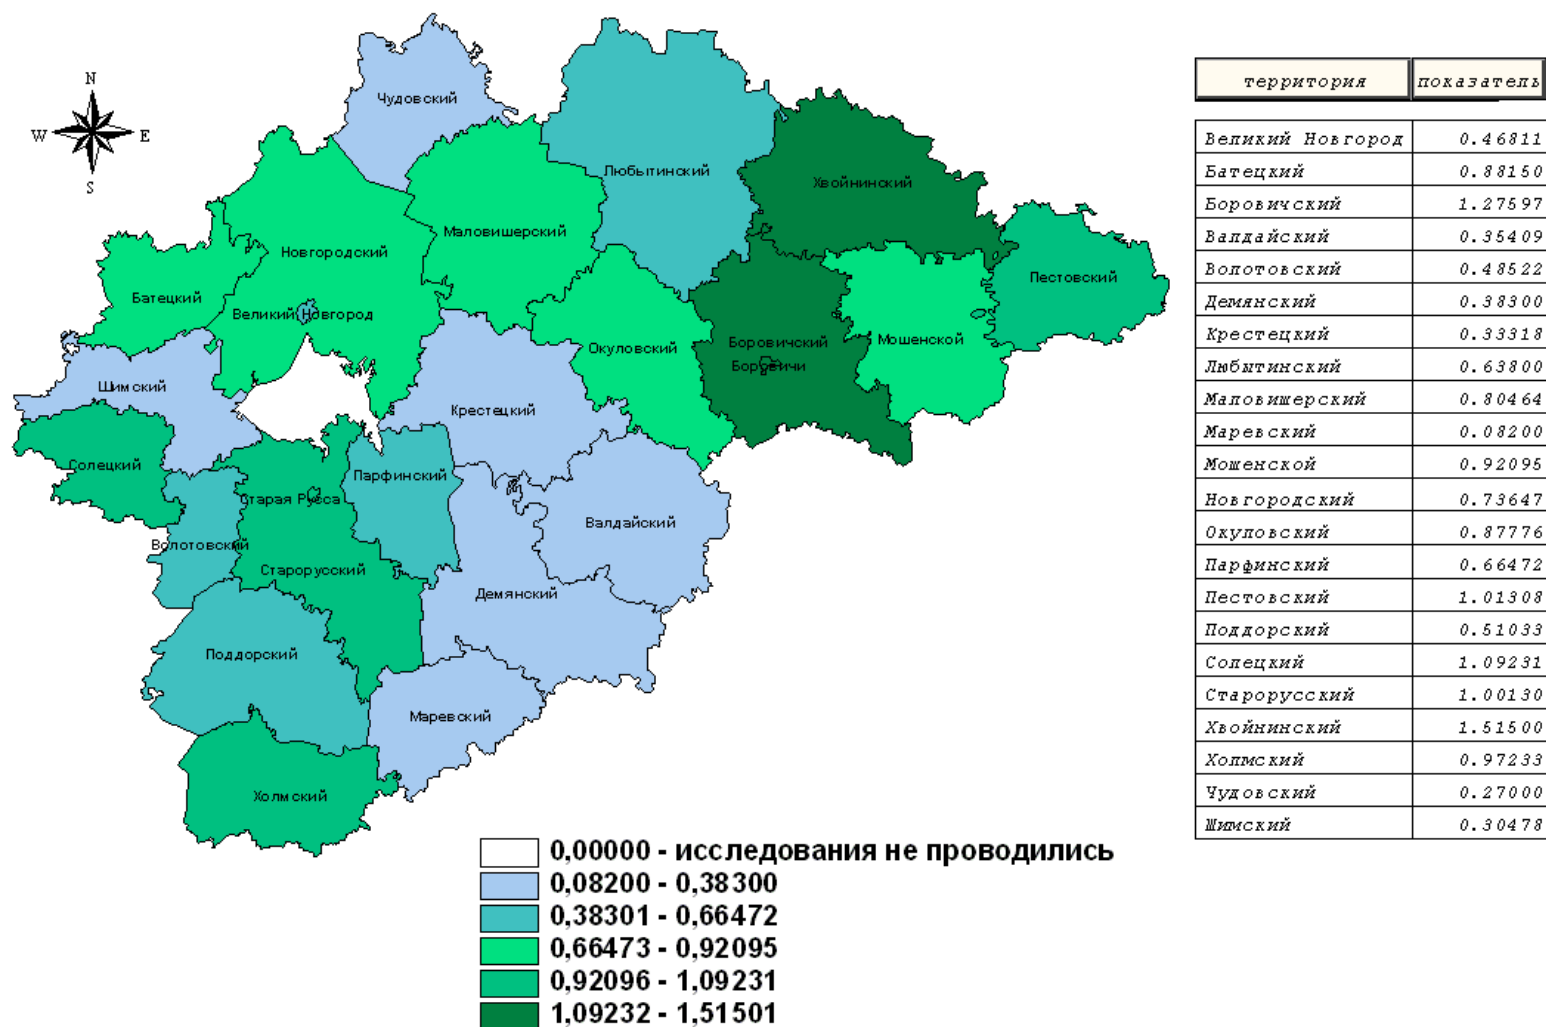 N
W
E
S
Чудовский
Любытинский
Хвойнинский
Маловишерский
Новгородский
Пестовский
Батецкий
Великий Новгород
Окуловский
Боровичский
Мошенской
Боровичи
Шимский
Крестецкий
Солецкий
Парфинский
Старая Русса
Валдайский
Волотовский
Старорусский
Демянский
Поддорский
Маревский
Холмский
территория показатель
Великий Новгород 0.46811
Батецкий 0.88150
Боровичский 1.27597
Валдайский 0.35409
Волотовский 0.48522
Демянский 0.38300
Крестецкий 0.33318
Любытинский 0.63800
Маловишерский 0.80464
Маревский 0.08200
Мошенской 0.92095
Новгородский 0.73647
Окуловский 0.87776
Парфинский 0.66472
Пестовский 1.01308
Поддорский 0.51033
Солецкий 1.09231
Старорусский 1.00130
Хвойнинский 1.51500
Холмский 0.97233
Чудовский 0.27000
Шимский 0.30478
0,00000 - исследования не проводились
0,08200 - 0,38300
0,38301 - 0,66472
0,66473 - 0,92095
0,92096 - 1,09231
1,09232 - 1,51501